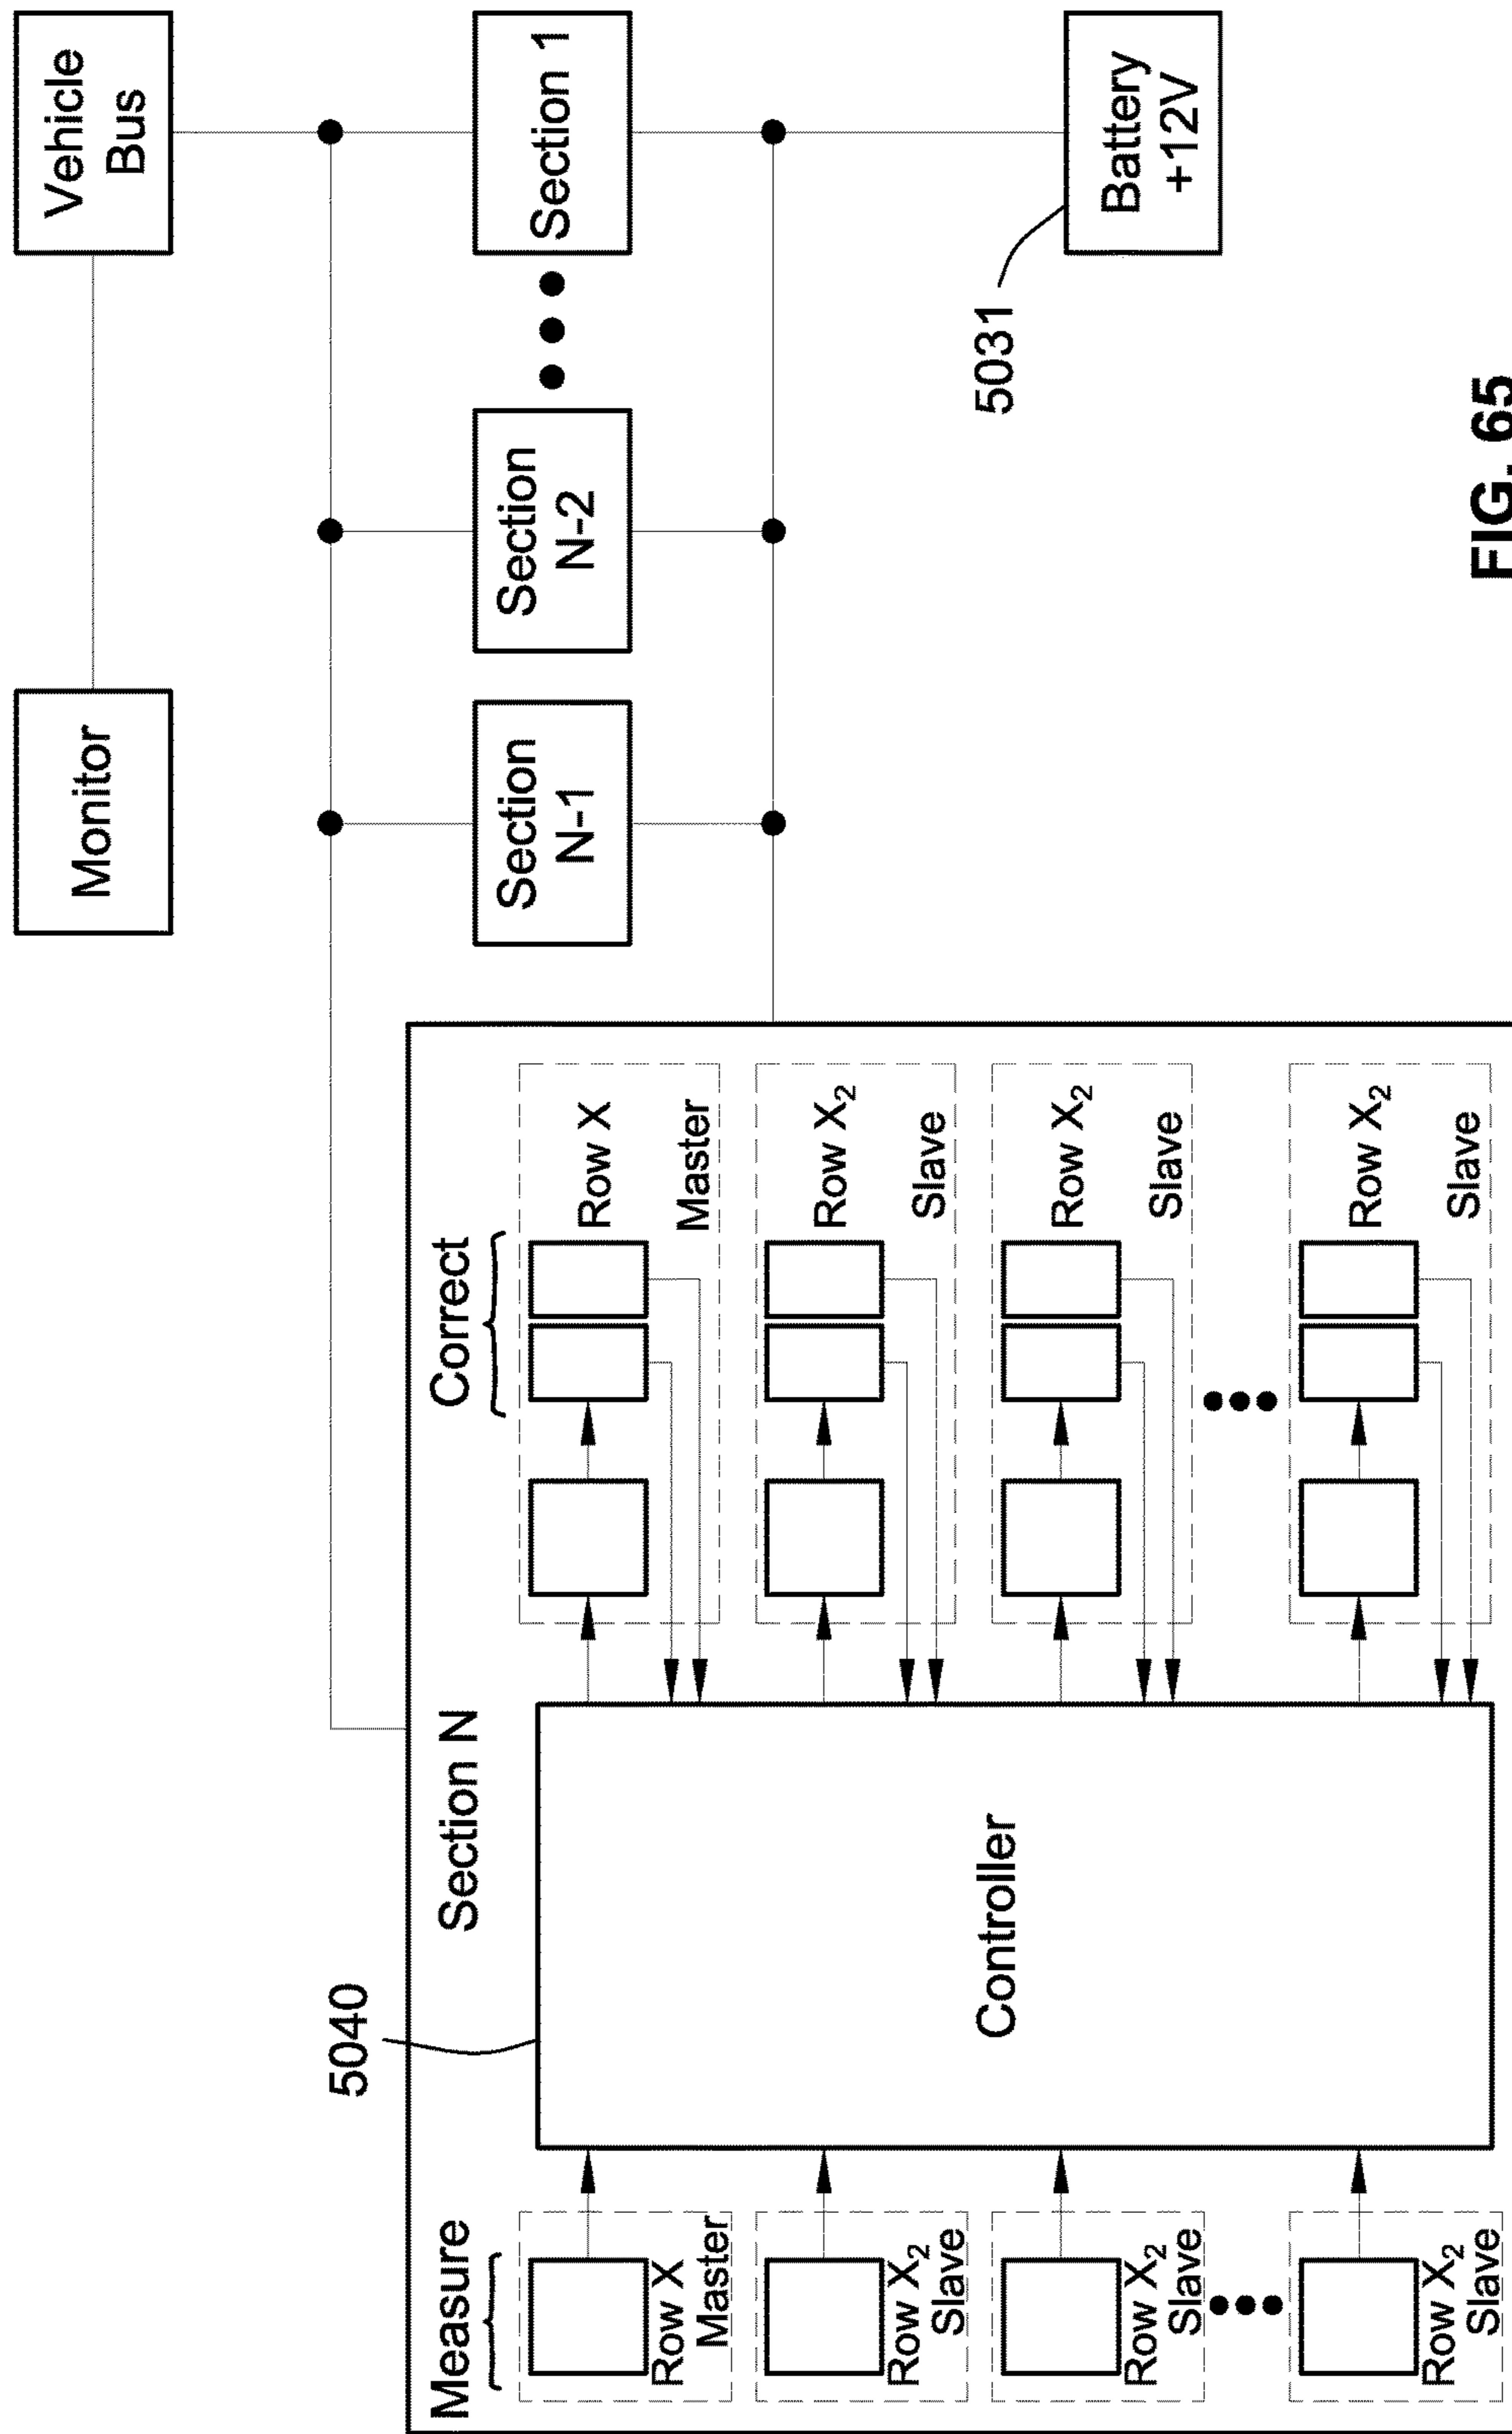 Monitor
Vehicle
Bus
5040
Section N
Section
N-1
Section
N-2
Section 1
Measure
Correct
Row X
Master
Row X₂
Slave
Row X₂
Slave
Row X₂
Slave
Controller
Row X
Master
Row X₂
Slave
Row X₂
Slave
Row X₂
Slave
5031
Battery
+12V
FIG. 65